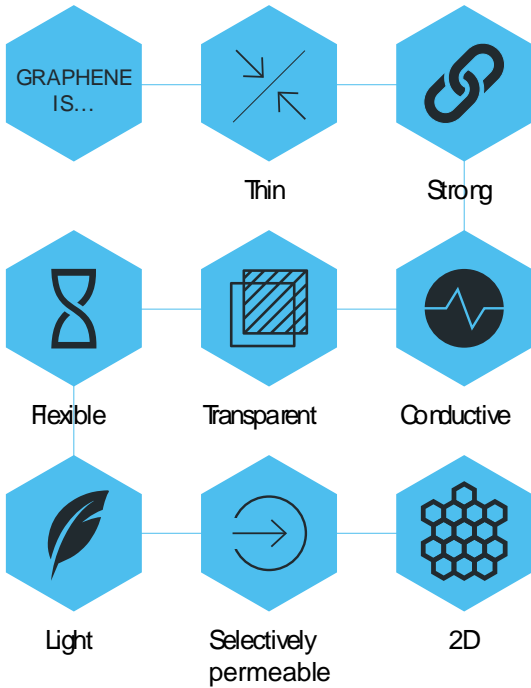 GRAPHENE
IS...
Thin
Strong
Flexible
Transparent
Conductive
Light
Selectively
permeable
2D